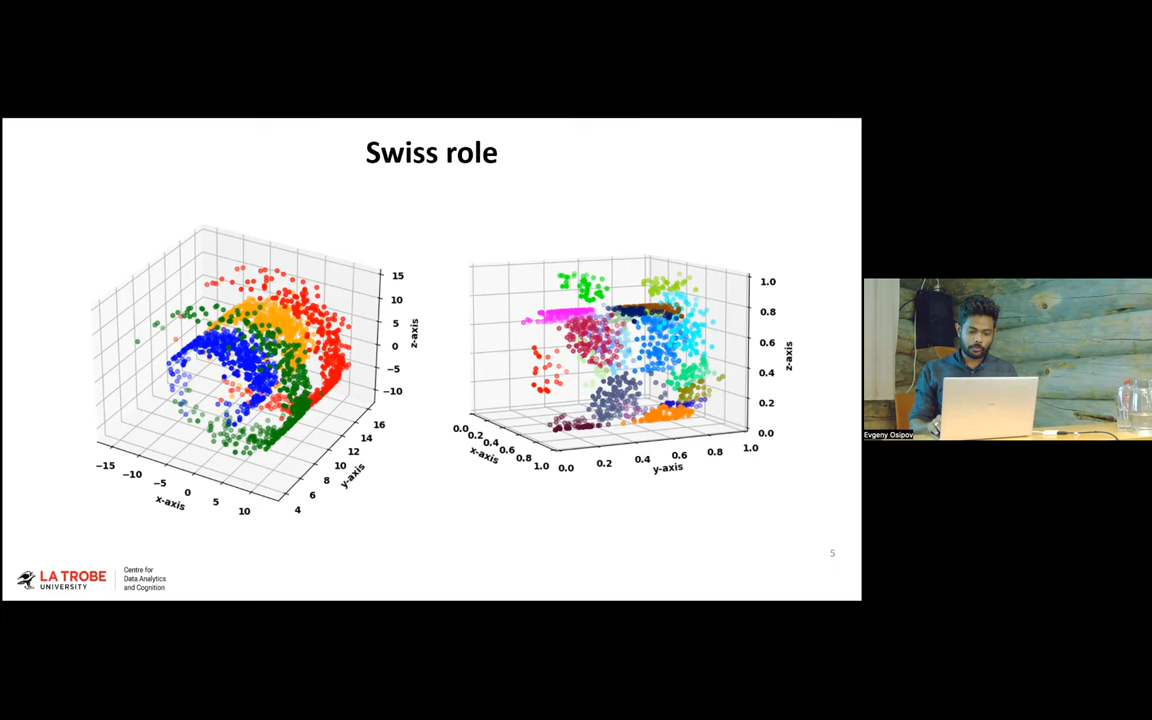 Swiss role
15
10
5
0
−5
−10
z-axis
16
14
12
10
8
6
4
y-axis
−15
−10
−5
0
5
10
x-axis
1.0
0.8
0.6
0.4
0.2
0.0
z-axis
0.0
0.2
0.4
0.6
0.8
1.0
x-axis
0.0
0.2
0.4
0.6
0.8
1.0
y-axis
Evgeny Osipov
5
LA TROBE
UNIVERSITY
Centre for
Data Analytics
and Cognition